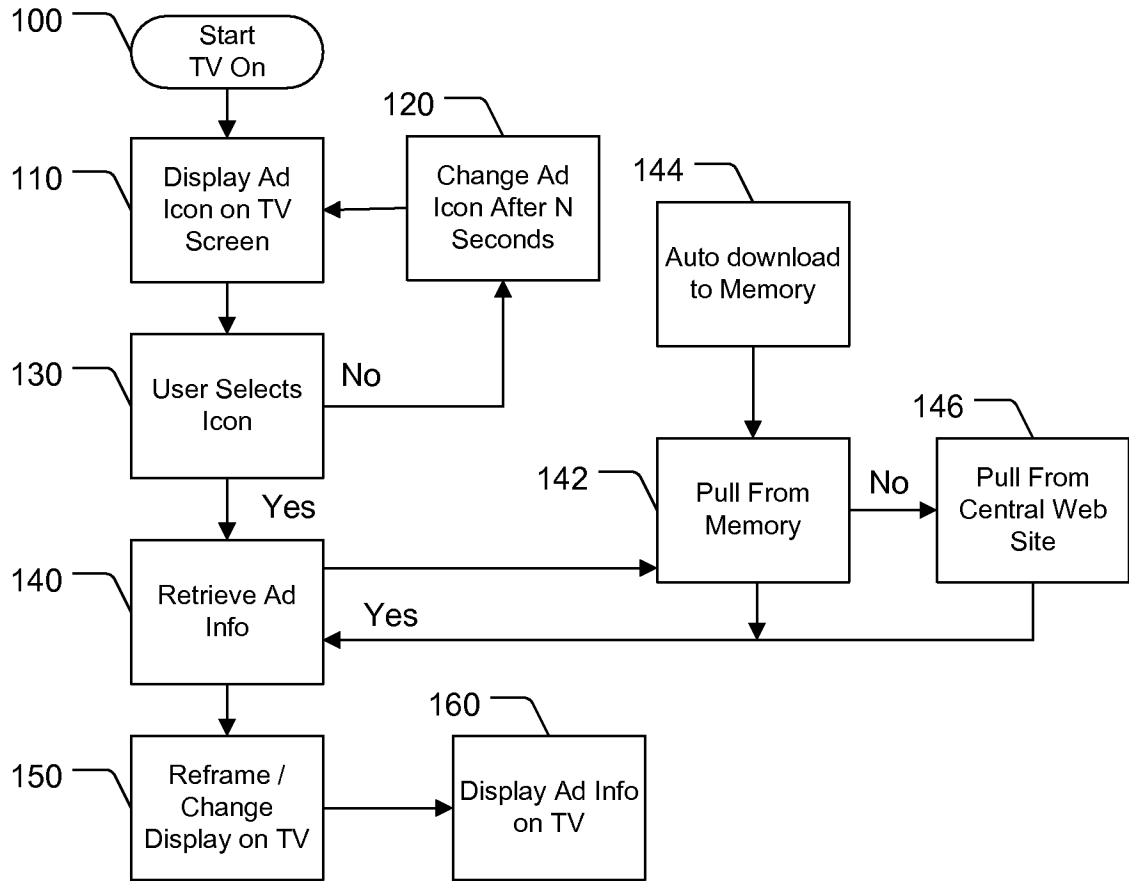 100
Start
TV On
110
Display Ad
Icon on TV
Screen
120
Change Ad
Icon After N
Seconds
130
User Selects
Icon
No
Yes
140
Retrieve Ad
Info
144
Auto download
to Memory
142
Pull From
Memory
No
146
Pull From
Central Web
Site
Yes
150
Reframe /
Change
Display on TV
160
Display Ad Info
on TV